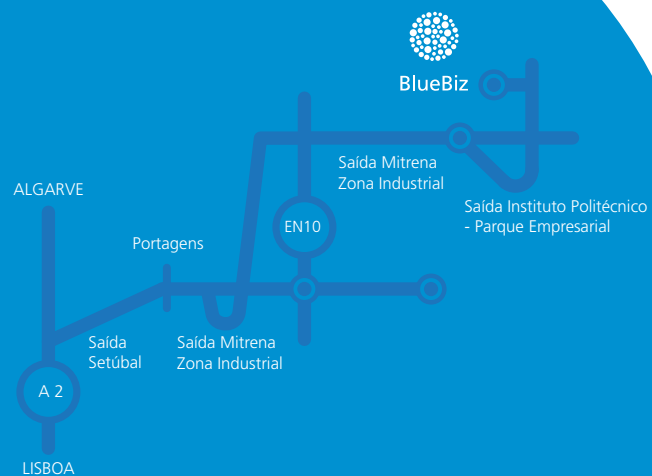 BlueBiz
Saída Mitrena
Zona Industrial
ALGARVE
Saída Instituto Politécnico
- Parque Empresarial
EN10
Portagens
Saída
Setúbal
Saída Mitrena
Zona Industrial
A 2
LISBOA